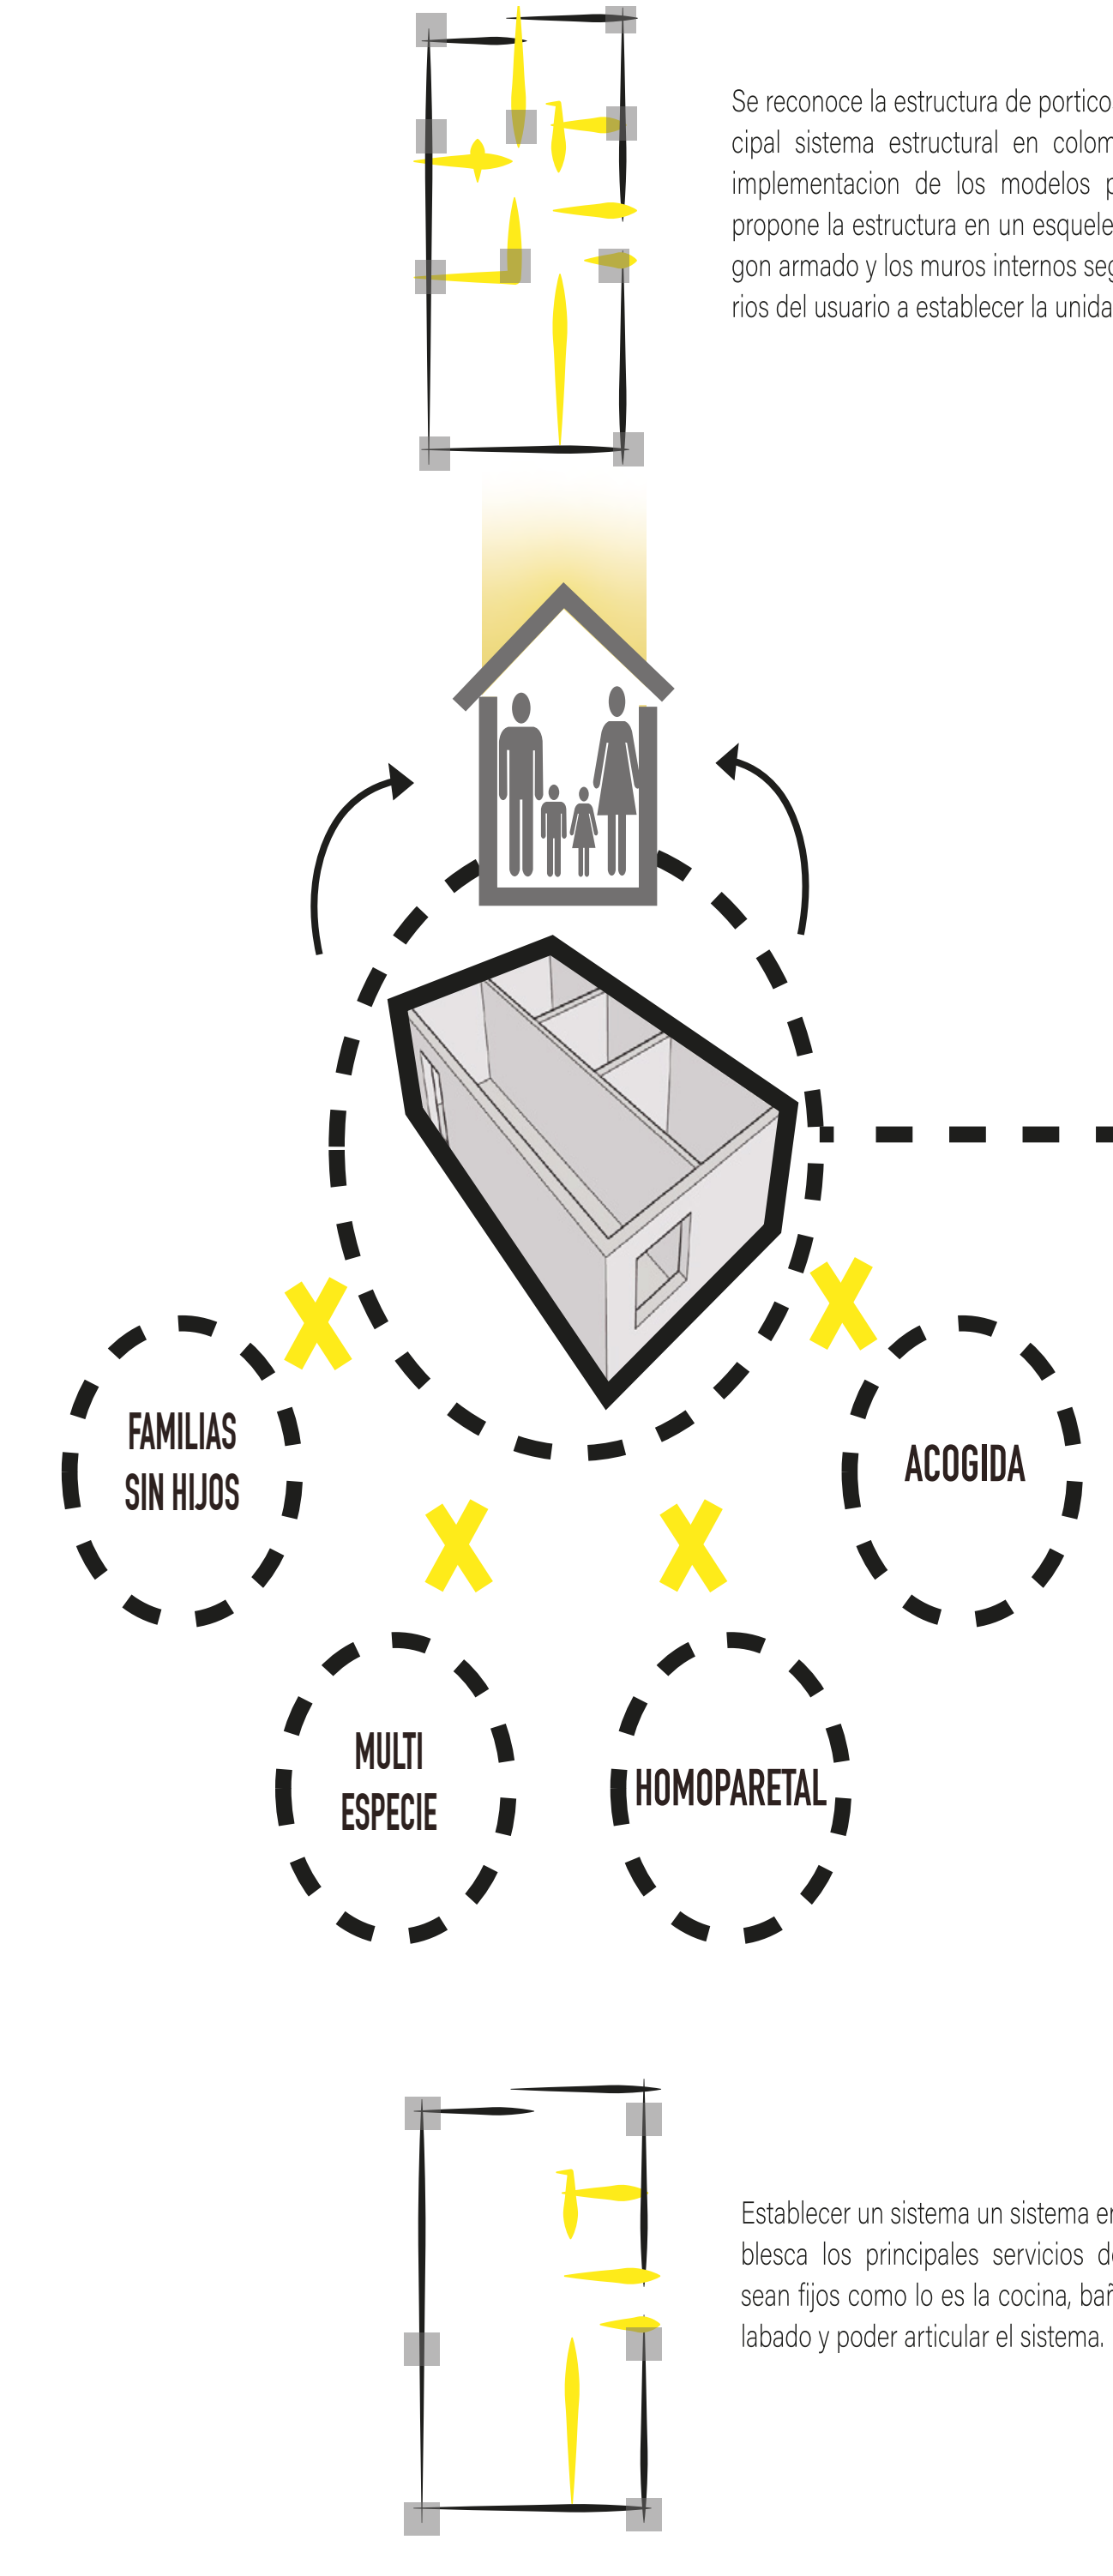 Se reconoce la estructura de portico
cipal sistema estructural en colom
implementacion de los modelos p
propone la estructura en un esquele
gon armado y los muros internos seg
rios del usuario a establecer la unida
FAMILIAS
SIN HIJOS
ACOGIDA
MULTI
ESPECIE
HOMOPARETAL
Establecer un sistema un sistema en
blesca los principales servicios de
sean fijos como lo es la cocina, bañ
labado y poder articular el sistema.